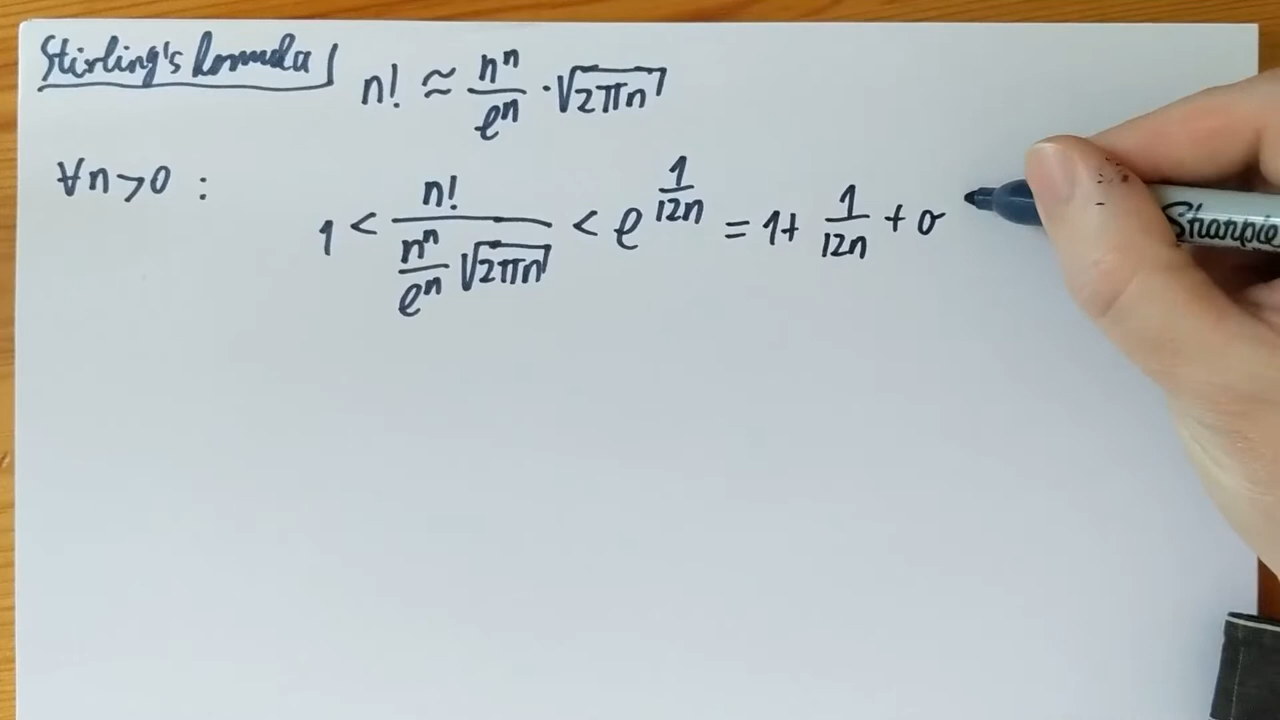 Stirling's formula n! ≈ n^n/e^n · √(2πn)
∀n>0 : 1 < n!/(n^n/e^n √(2πn)) < e^(1/12n) = 1 + 1/12n + o
Sharpie